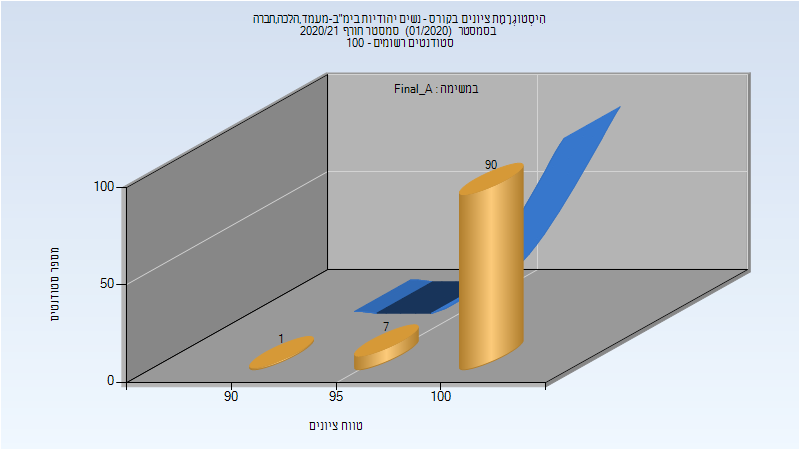 היסטוגְרָמַת ציונים בקורס - נשים יהודיות בימ"ב-מעמד,הלכה,חברה
בסמסטר (01/2020) סמסטר חורף 2020/21
סטודנטים רשומים - 100
במשימה : Final_A
90
100
50
0
7
1
90
95
100
מספר סטודנטים
טווח ציונים